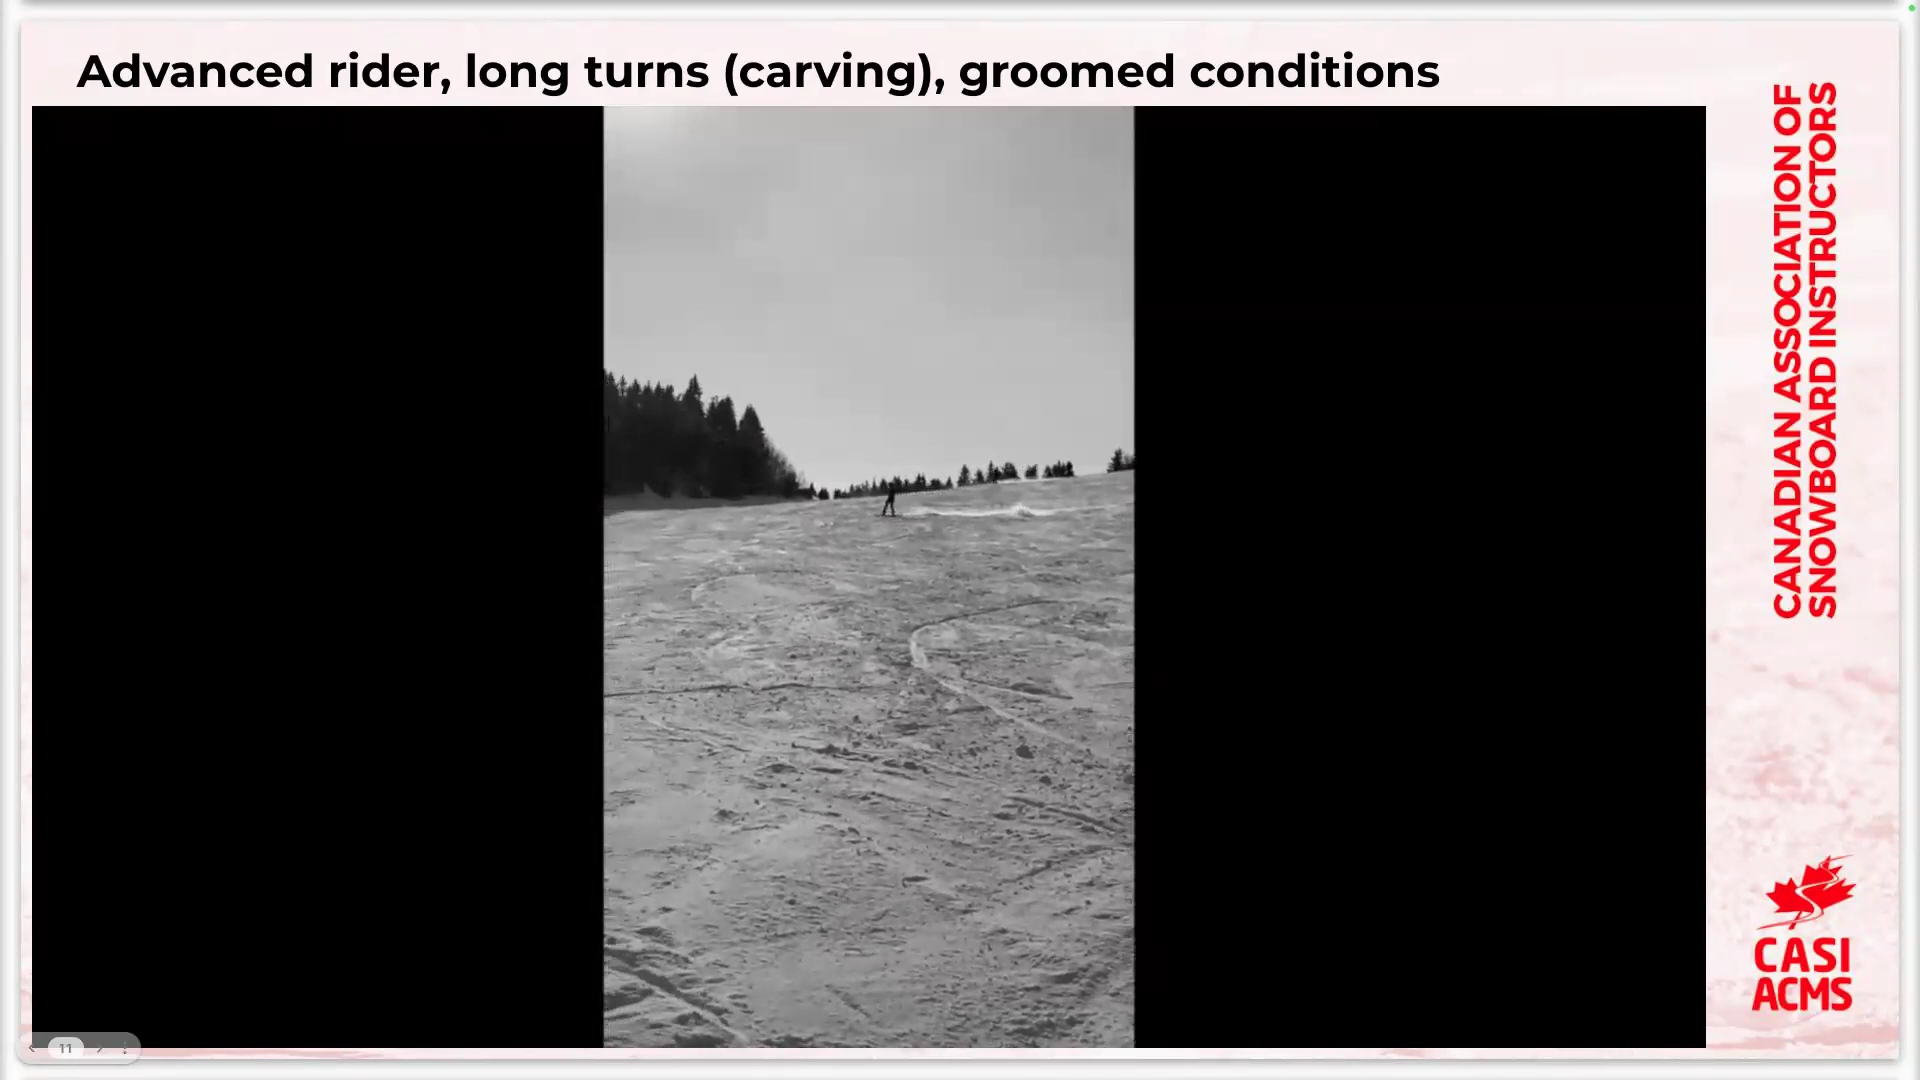 Advanced rider, long turns (carving), groomed conditions
CANADIAN ASSOCIATION OF
SNOWBOARD INSTRUCTORS
CASI
ACMS
11